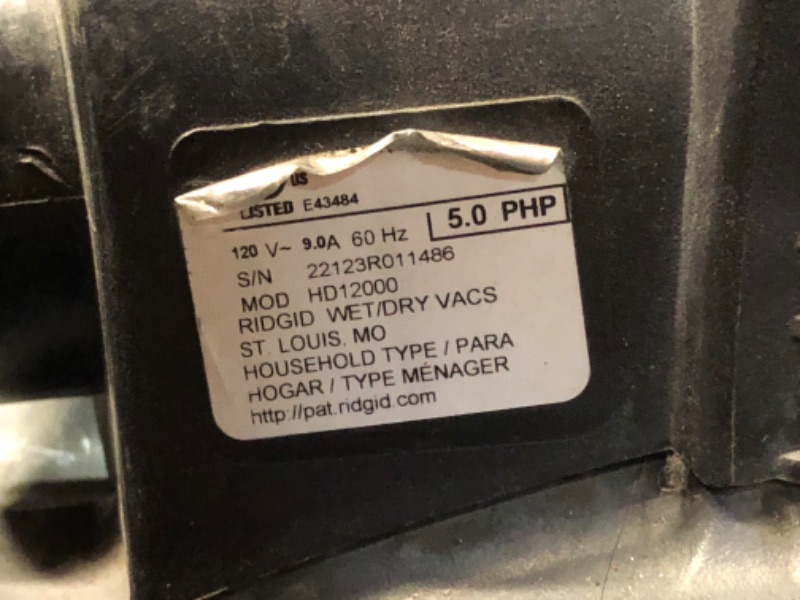 US
LISTED E43484
120 V~ 9.0A 60 Hz 5.0 PHP
S/N 22123R011486
MOD HD12000
RIDGID WET/DRY VACS
ST. LOUIS, MO
HOUSEHOLD TYPE / PARA
HOGAR / TYPE MÉNAGER
http://pat.ridgid.com